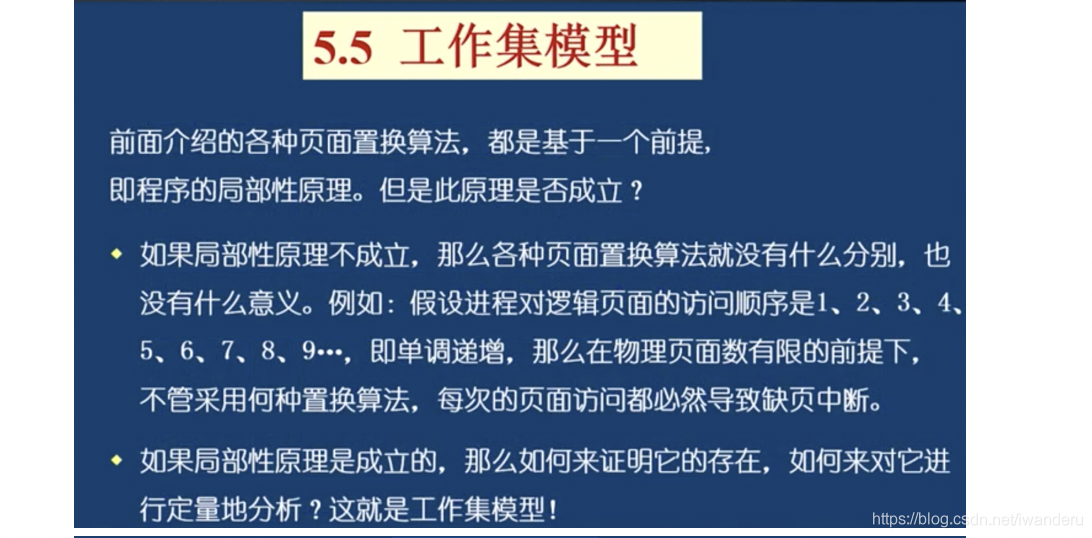 5.5 工作集模型
前面介绍的各种页面置换算法，都是基于一个前提，
即程序的局部性原理。但是此原理是否成立？
如果局部性原理不成立，那么各种页面置换算法就没有什么分别，也
没有什么意义。例如：假设进程对逻辑页面的访问顺序是1、2、3、4、
5、6、7、8、9…，即单调递增，那么在物理页面数有限的前提下，
不管采用何种置换算法，每次的页面访问都必然导致缺页中断。
如果局部性原理是成立的，那么如何来证明它的存在，如何来对它进
行定量地分析？这就是工作集模型！
https://blog.csdn.net/iwanderu